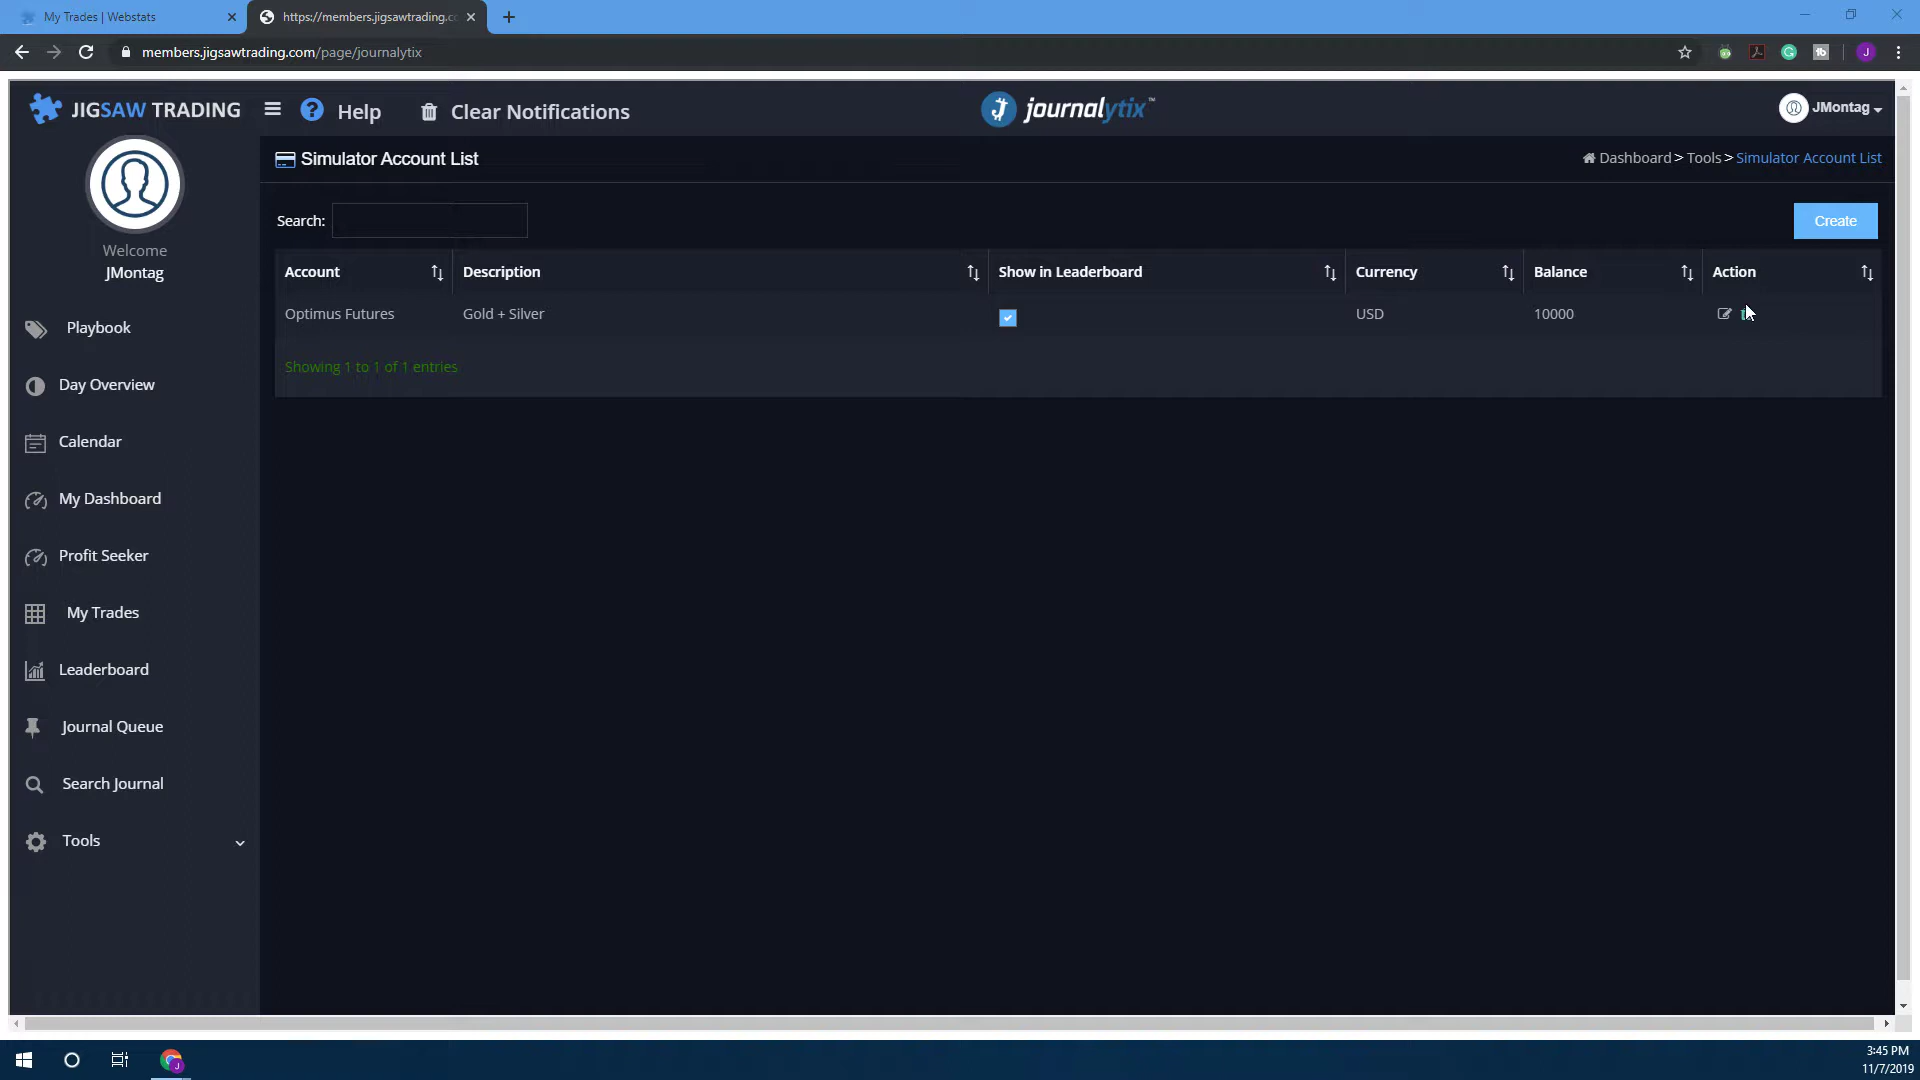 My Trades | Webstats
https://members.jigsawtrading.co
members.jigsawtrading.com/page/journalytix
JIGSAW TRADING
Help
Clear Notifications
journalytix™
JMontag
Simulator Account List
Dashboard > Tools > Simulator Account List
Welcome
JMontag
Search:
Create
Account Description Show in Leaderboard Currency Balance Action
Optimus Futures Gold + Silver USD 10000
Showing 1 to 1 of 1 entries
Playbook
Day Overview
Calendar
My Dashboard
Profit Seeker
My Trades
Leaderboard
Journal Queue
Search Journal
Tools
3:45 PM
11/7/2019